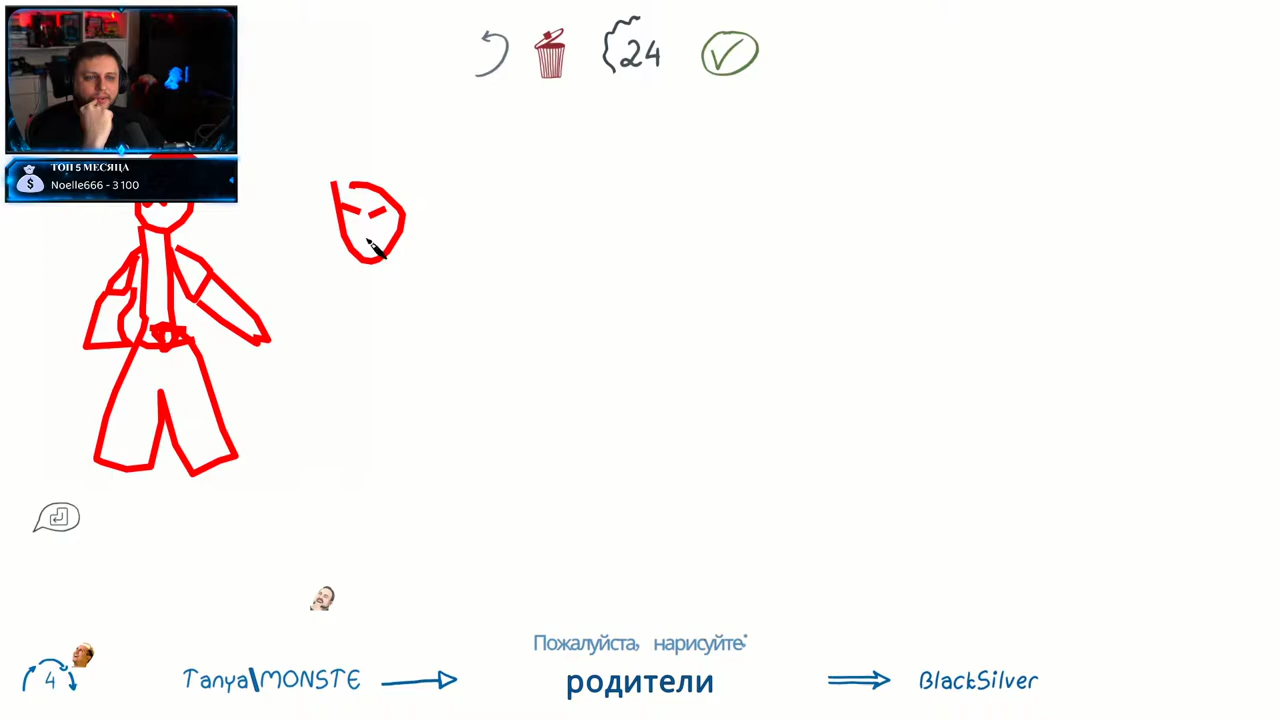 24
ТОП 5 МЕСЯЦА
Noelle666 - 3 100
Пожалуйста, нарисуйте:
4
Tanya\MONSTE
родители
BlackSilver